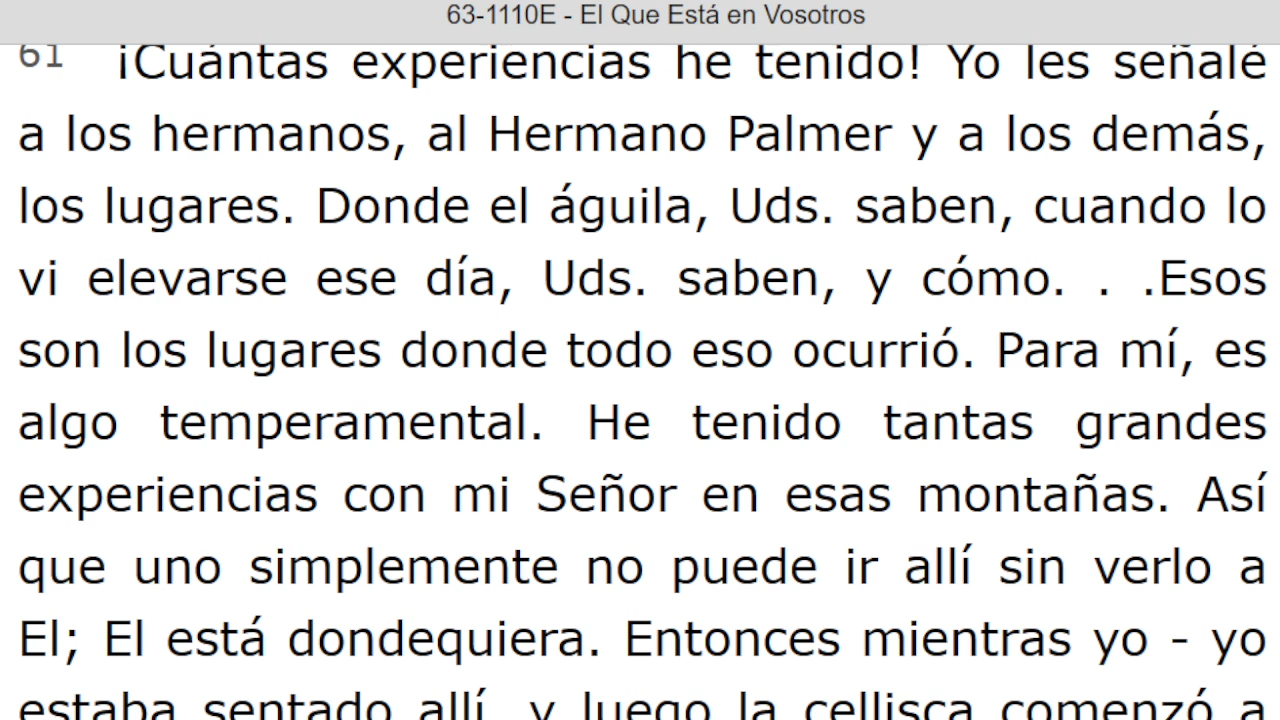 63-1110E - El Que Está en Vosotros
61 ¡Cuántas experiencias he tenido! Yo les señalé
a los hermanos, al Hermano Palmer y a los demás,
los lugares. Donde el águila, Uds. saben, cuando lo
vi elevarse ese día, Uds. saben, y cómo. . .Esos
son los lugares donde todo eso ocurrió. Para mí, es
algo temperamental. He tenido tantas grandes
experiencias con mi Señor en esas montañas. Así
que uno simplemente no puede ir allí sin verlo a
El; El está dondequiera. Entonces mientras yo - yo
estaba sentado allí, y luego la cellisca comenzó a